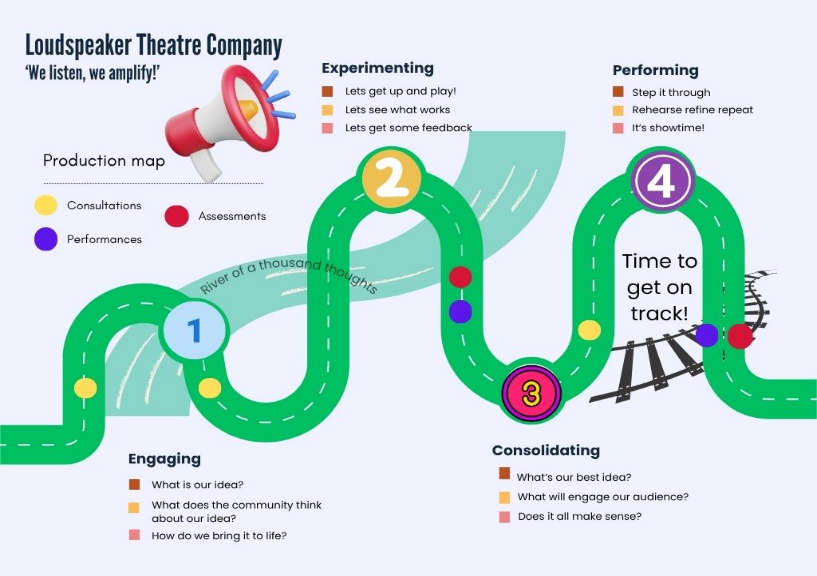 Loudspeaker Theatre Company
‘We listen, we amplify!’
Production map
Consultations
Assessments
Performances
Experimenting
Lets get up and play!
Lets see what works
Lets get some feedback
Performing
Step it through
Rehearse refine repeat
It's showtime!
2
4
River of a thousand thoughts
Time to
get on
track!
1
3
Engaging
What is our idea?
What does the community think
about our idea?
How do we bring it to life?
Consolidating
What's our best idea?
What will engage our audience?
Does it all make sense?